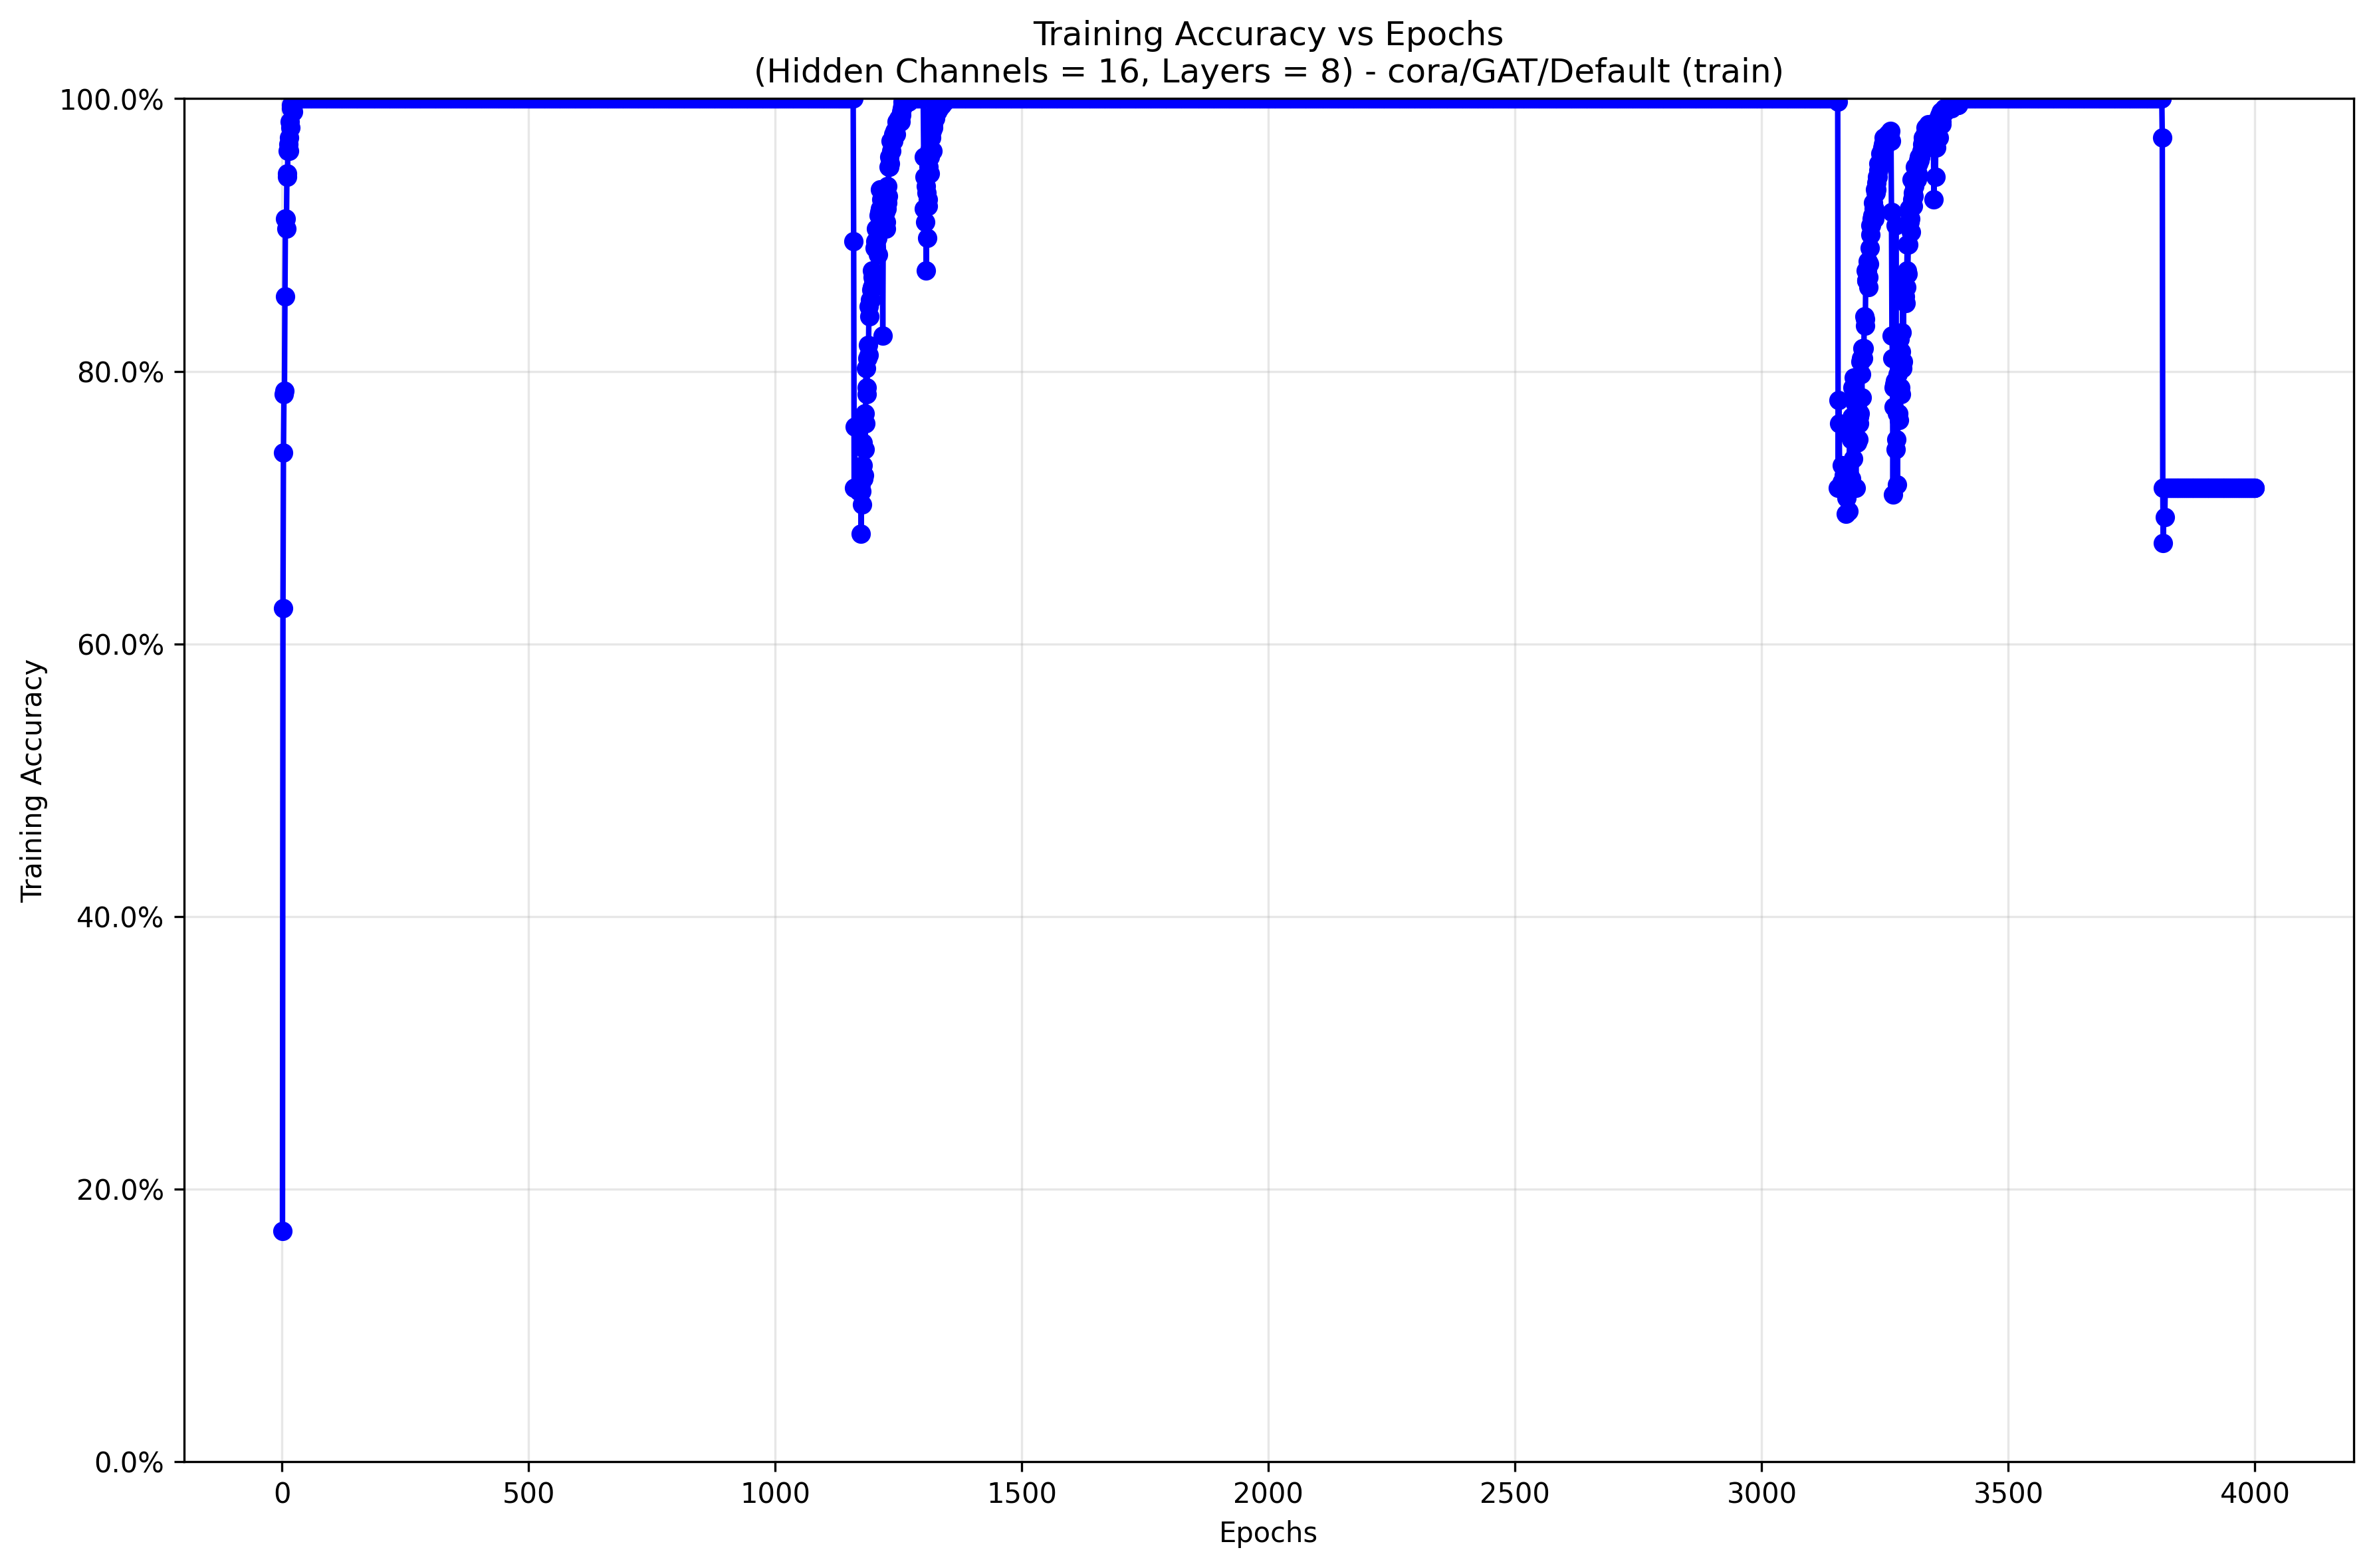 Training Accuracy vs Epochs
(Hidden Channels = 16, Layers = 8) - cora/GAT/Default (train)
100.0%
80.0%
60.0%
40.0%
20.0%
0.0%
Training Accuracy
0 500 1000 1500 2000 2500 3000 3500 4000
Epochs